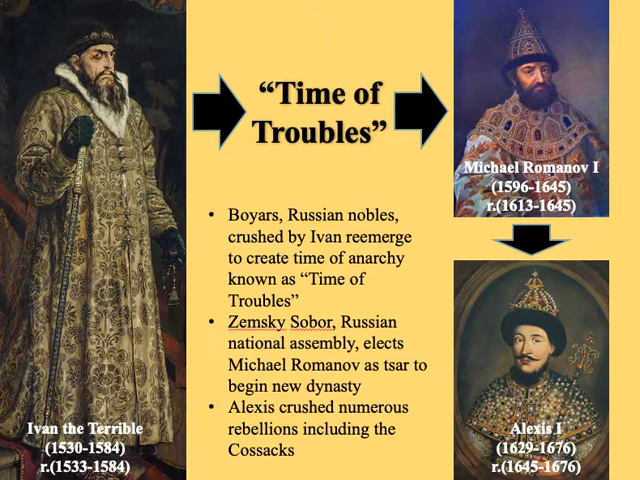 “Time of
Troubles”
• Boyars, Russian nobles,
crushed by Ivan reemerge
to create time of anarchy
known as “Time of
Troubles”
• Zemsky Sobor, Russian
national assembly, elects
Michael Romanov as tsar to
begin new dynasty
• Alexis crushed numerous
rebellions including the
Cossacks
Ivan the Terrible
(1530-1584)
r.(1533-1584)
Michael Romanov I
(1596-1645)
r.(1613-1645)
Alexis I
(1629-1676)
r.(1645-1676)